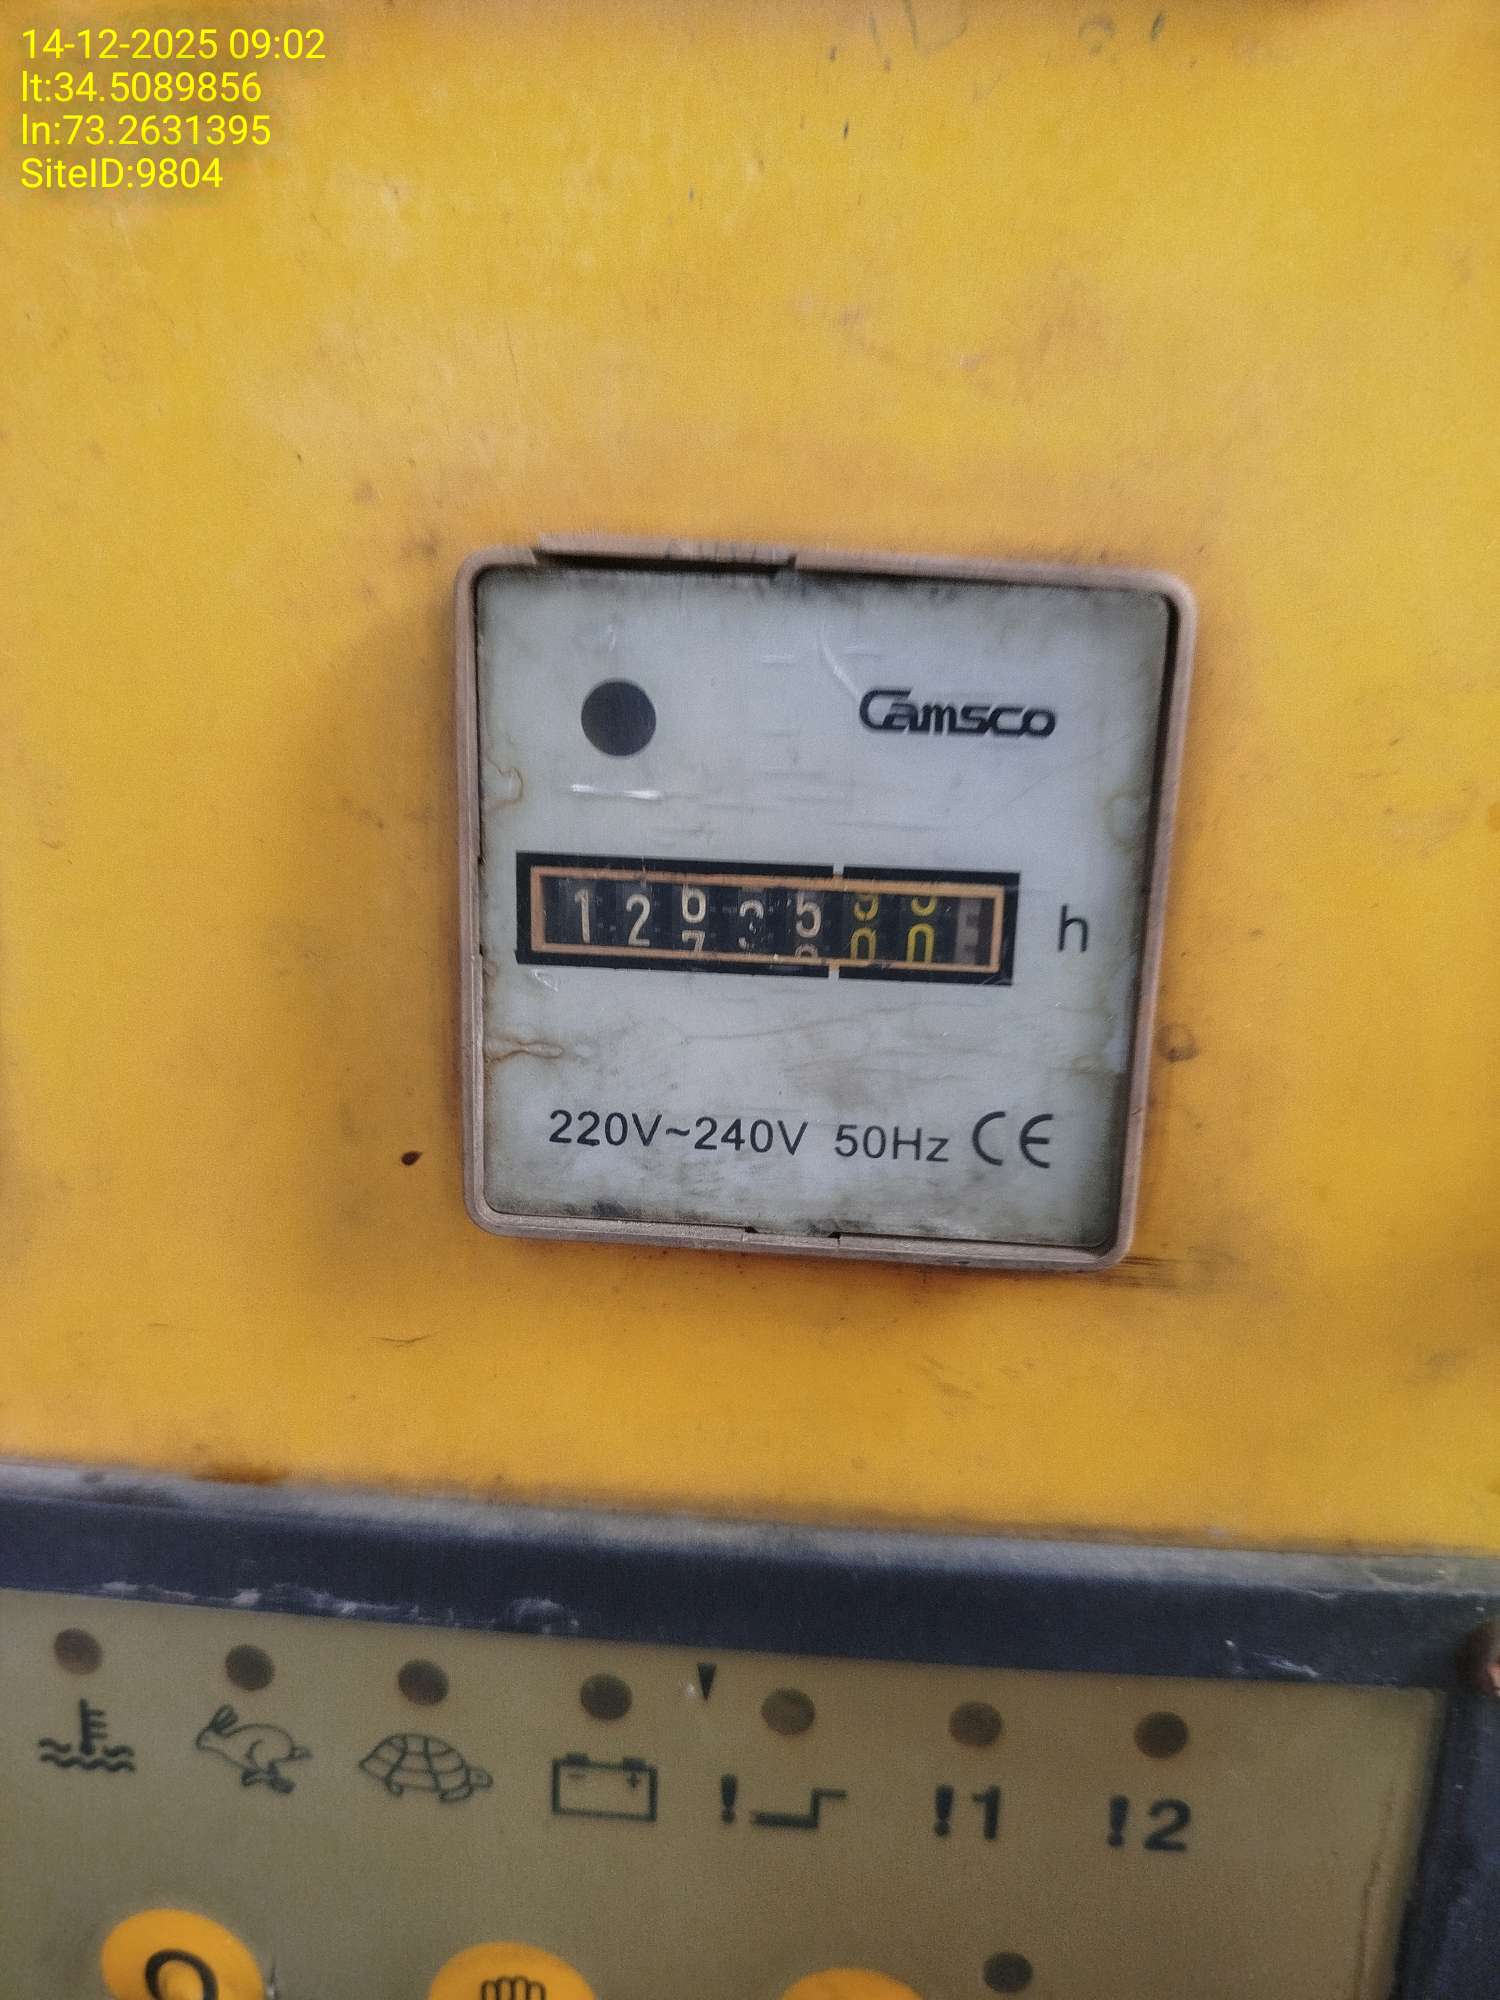 14-12-2025 09:02
lt:34.5089856
ln:73.2631395
SiteID:9804
Camsco
h
220V~240V 50Hz CE
!
!1
!2